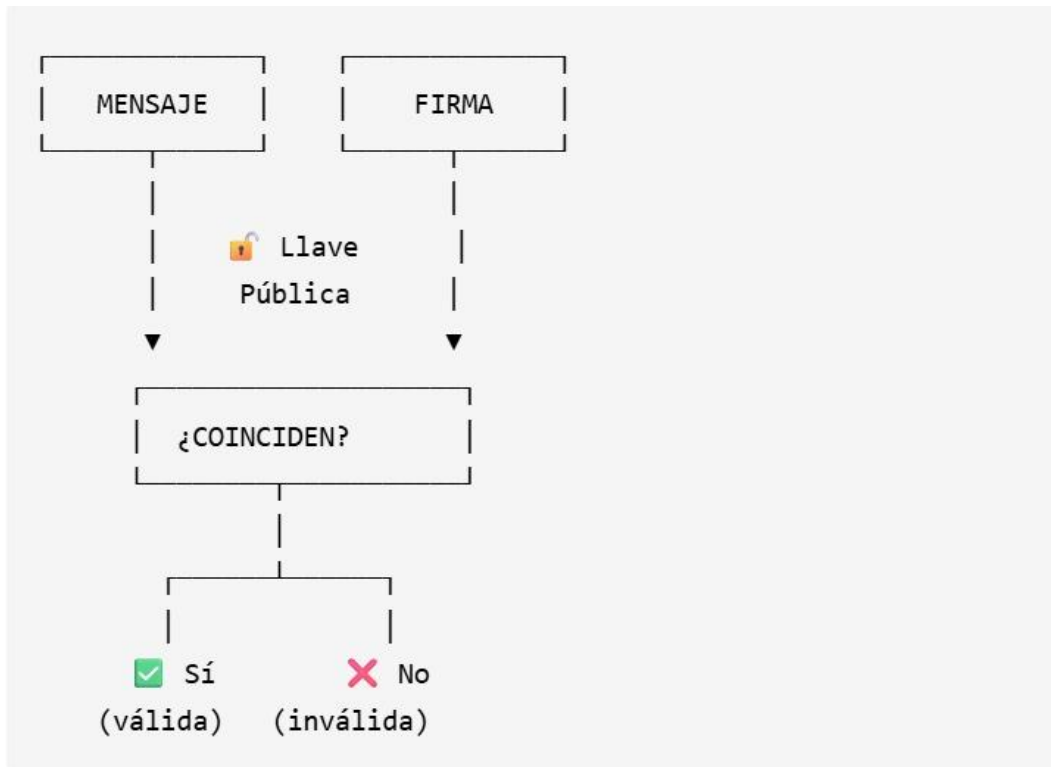 MENSAJE FIRMA
🔓 Llave
Pública
¿COINCIDEN?
✅ Sí ❌ No
(válida) (inválida)